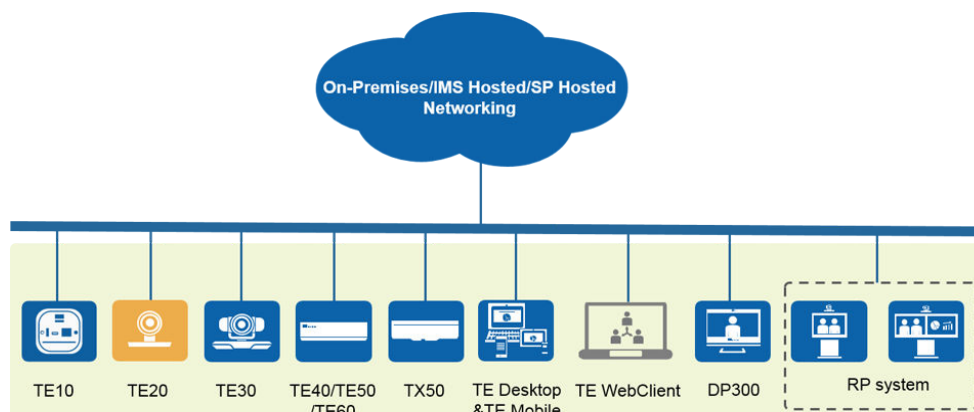 On-Premises/IMS Hosted/SP Hosted
Networking
TE10
TE20
TE30
TE40/TE50
/TE60
TX50
TE Desktop
&TE Mobile
TE WebClient
DP300
RP system